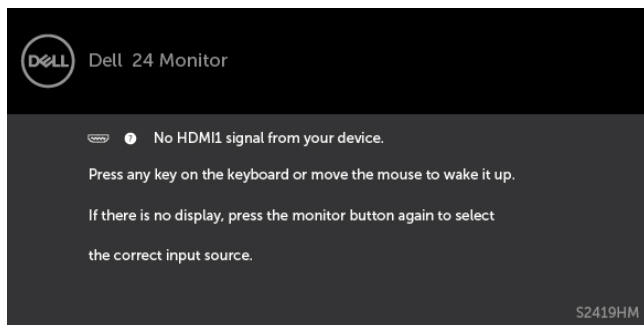 DELL
Dell 24 Monitor
? No HDMI1 signal from your device.
Press any key on the keyboard or move the mouse to wake it up.
If there is no display, press the monitor button again to select
the correct input source.
S2419HM